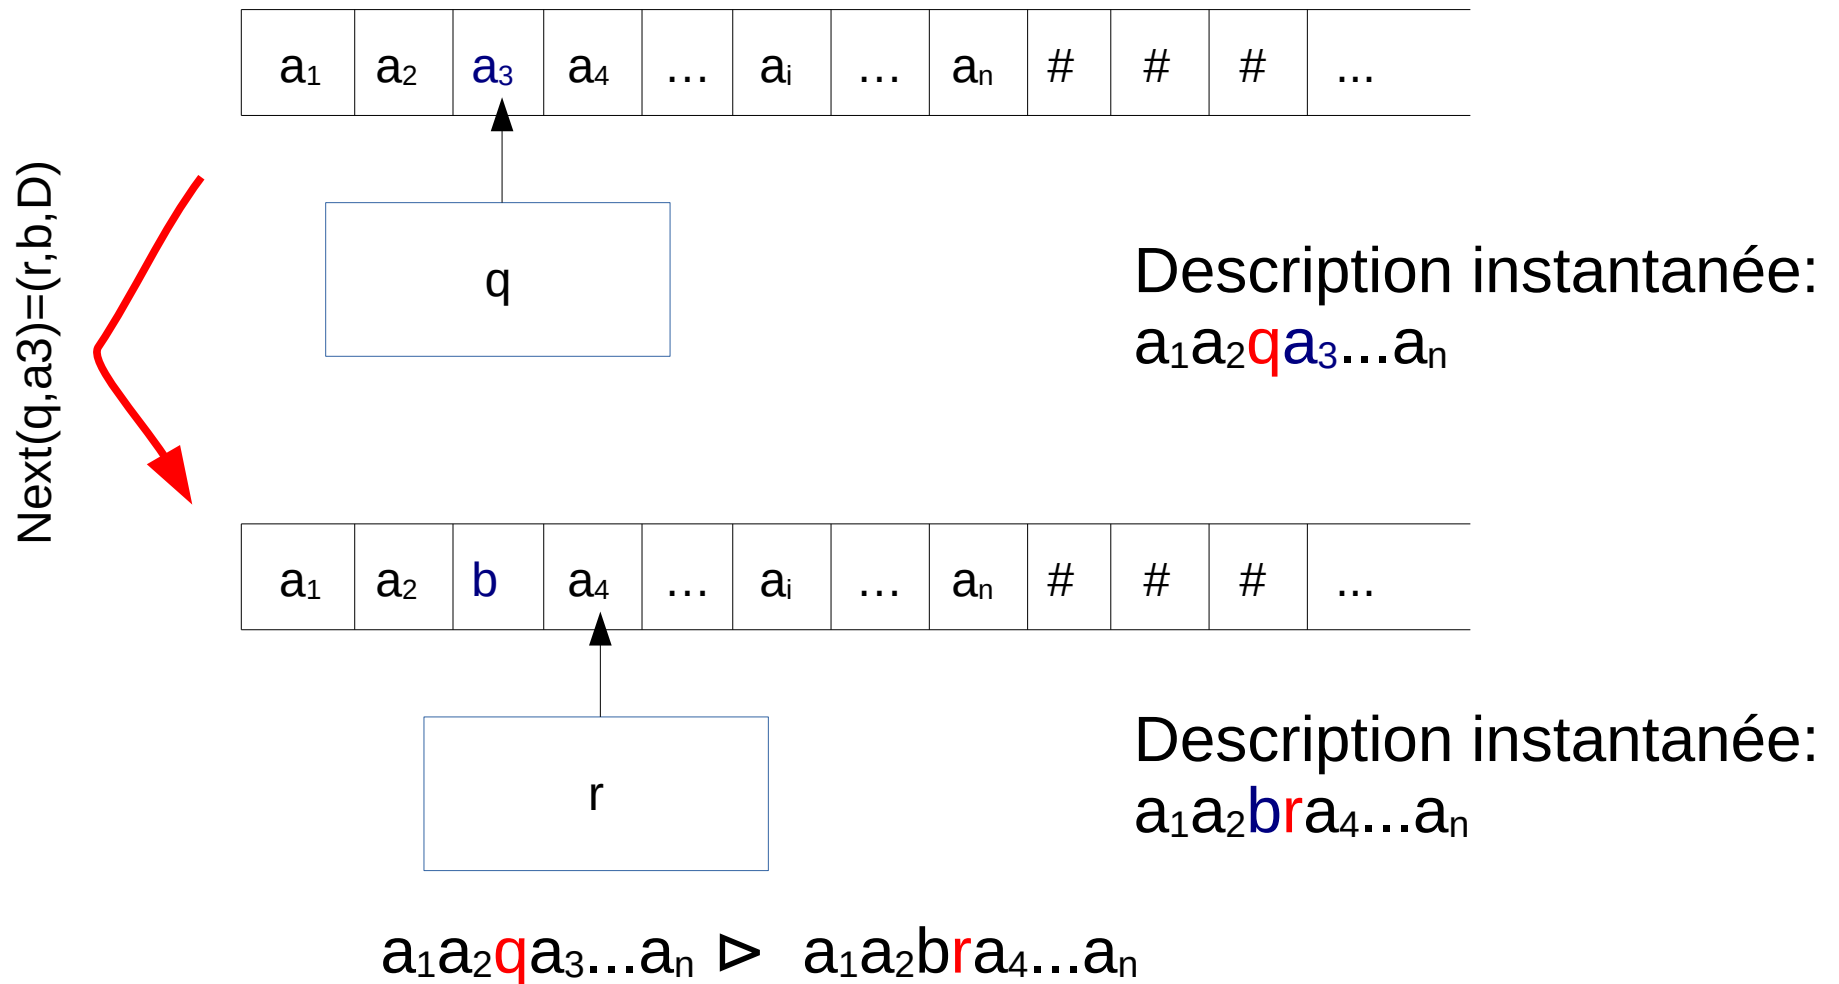 a₁ a₂ a₃ a₄ ... aᵢ ... aₙ # # # ...
Next(q,a3)=(r,b,D)
q
Description instantanée:
a₁a₂qa₃...aₙ
a₁ a₂ b a₄ ... aᵢ ... aₙ # # # ...
r
Description instantanée:
a₁a₂bra₄...aₙ
a₁a₂qa₃...aₙ ⊳ a₁a₂bra₄...aₙ